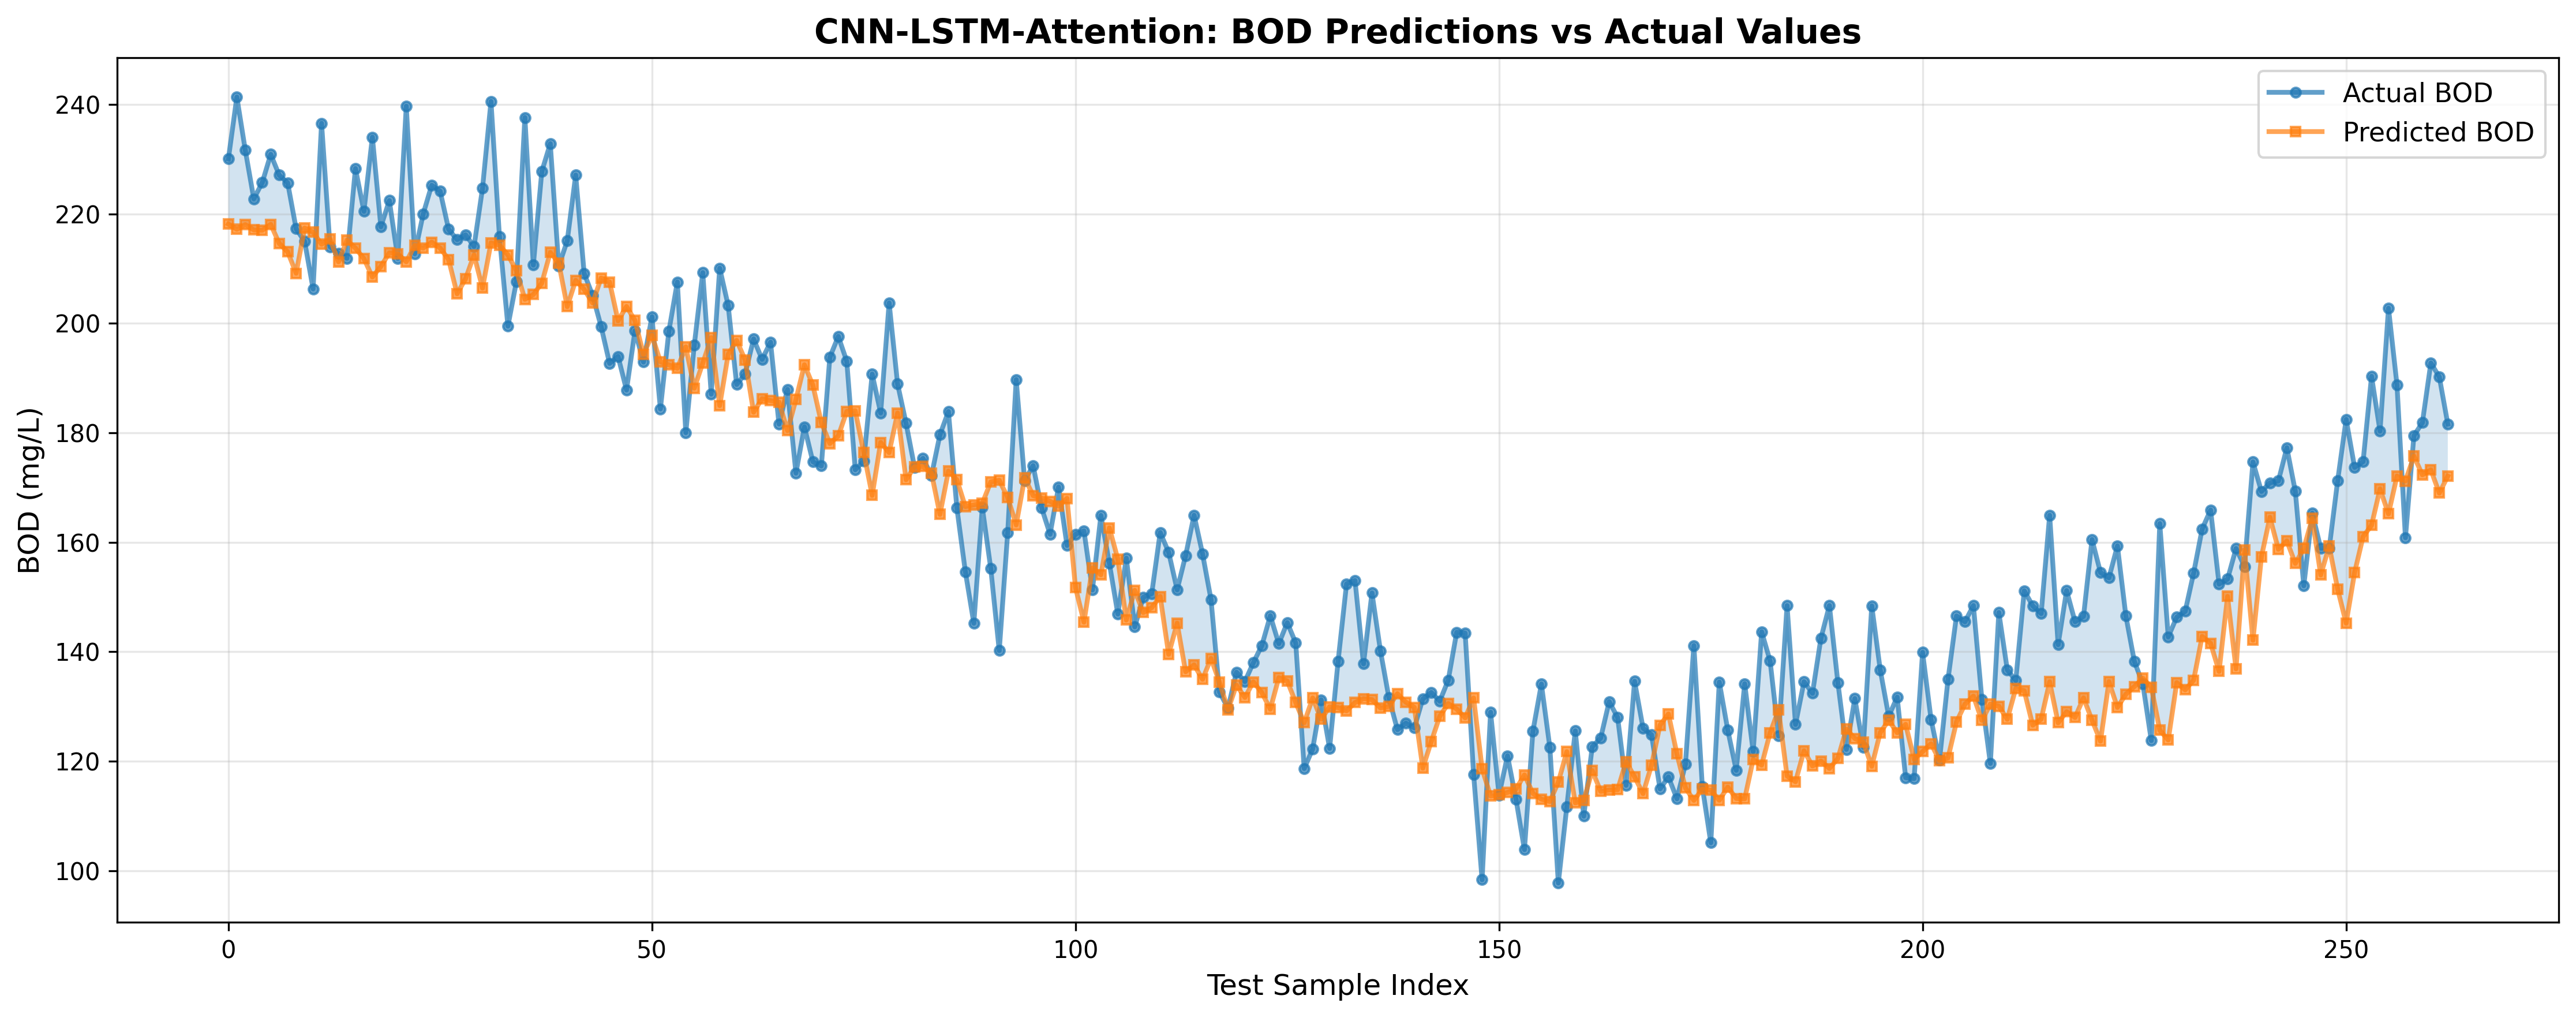 CNN-LSTM-Attention: BOD Predictions vs Actual Values
Actual BOD
Predicted BOD
BOD (mg/L)
240
220
200
180
160
140
120
100
0
50
100
150
200
250
Test Sample Index